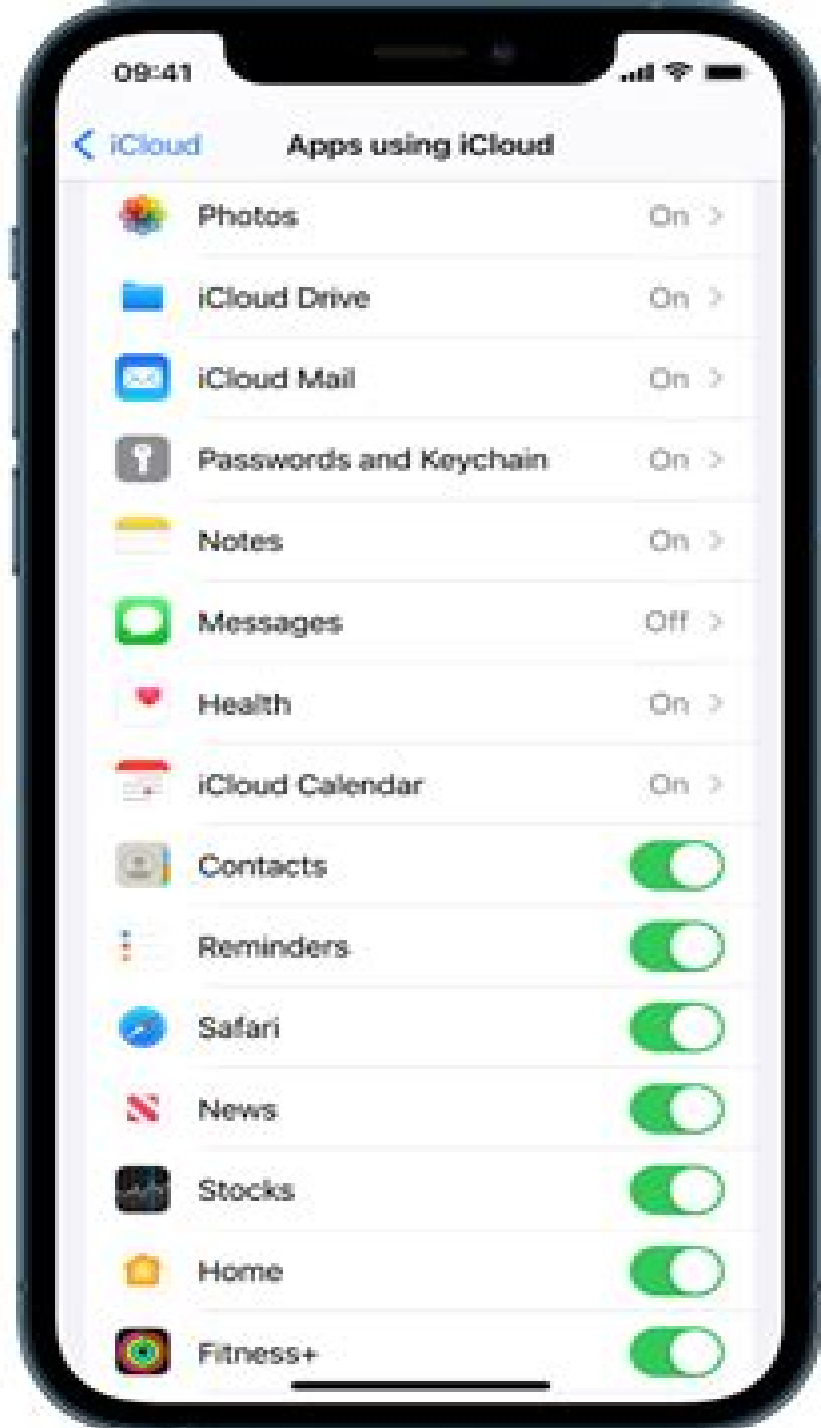 09:41
iCloud Apps using iCloud
Photos On
iCloud Drive On
iCloud Mail On
Passwords and Keychain On
Notes On
Messages Off
Health On
iCloud Calendar On
Contacts
Reminders
Safari
News
Stocks
Home
Fitness+